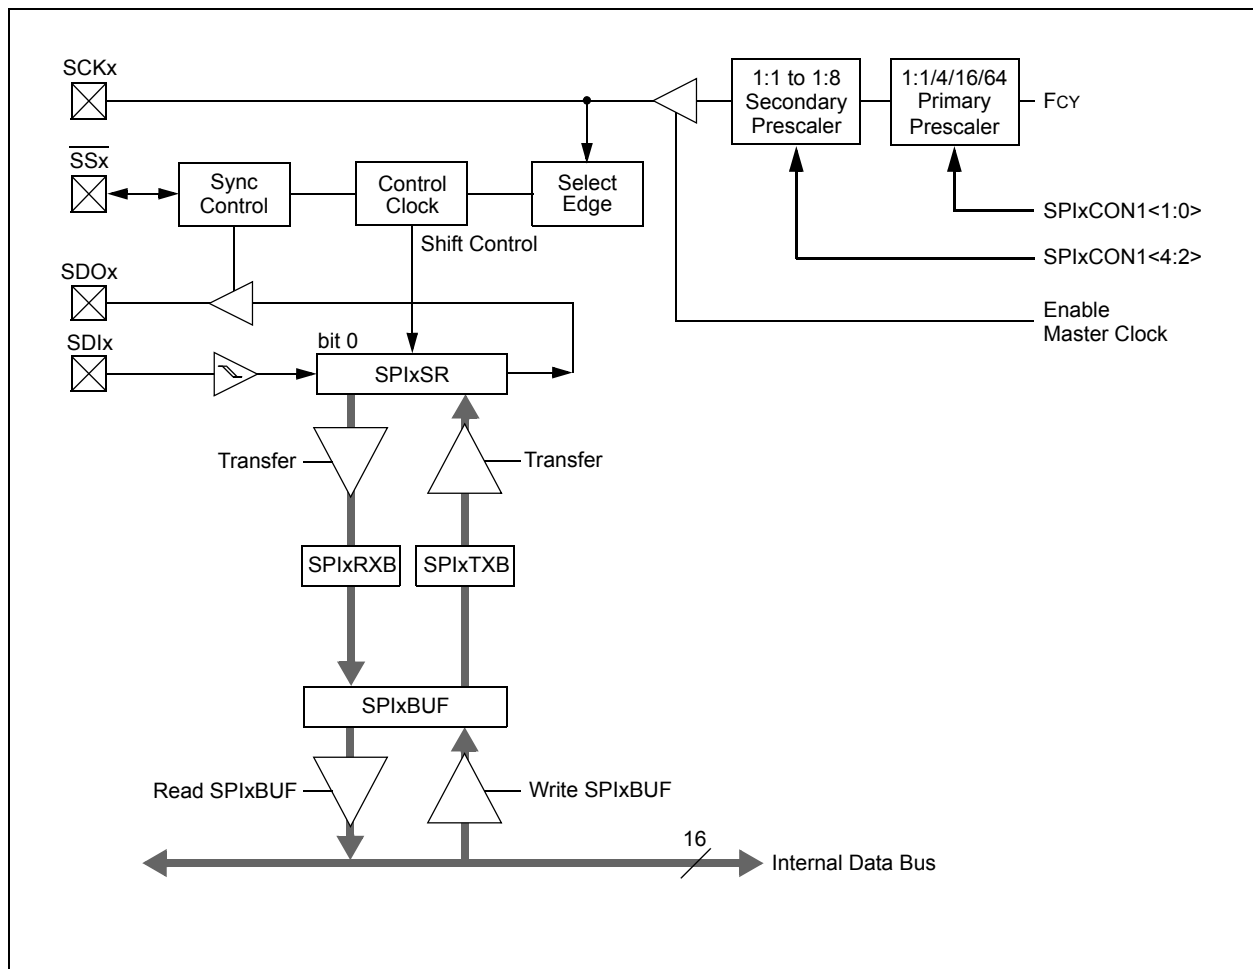 SCKx
1:1 to 1:8
Secondary
Prescaler
1:1/4/16/64
Primary
Prescaler
FCY
SSx
Sync
Control
Control
Clock
Select
Edge
SPIxCON1<1:0>
Shift Control
SPIxCON1<4:2>
SDOx
Enable
Master Clock
SDIx
bit 0
SPIxSR
Transfer
Transfer
SPIxRXB
SPIxTXB
SPIxBUF
Read SPIxBUF
Write SPIxBUF
16
Internal Data Bus